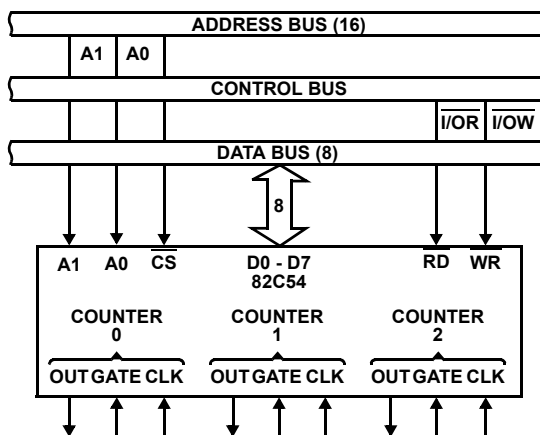 ADDRESS BUS (16)
A1 A0
CONTROL BUS
I/OR I/OW
DATA BUS (8)
8
A1 A0 CS D0 - D7 RD WR
82C54
COUNTER COUNTER COUNTER
0 1 2
OUT GATE CLK OUT GATE CLK OUT GATE CLK